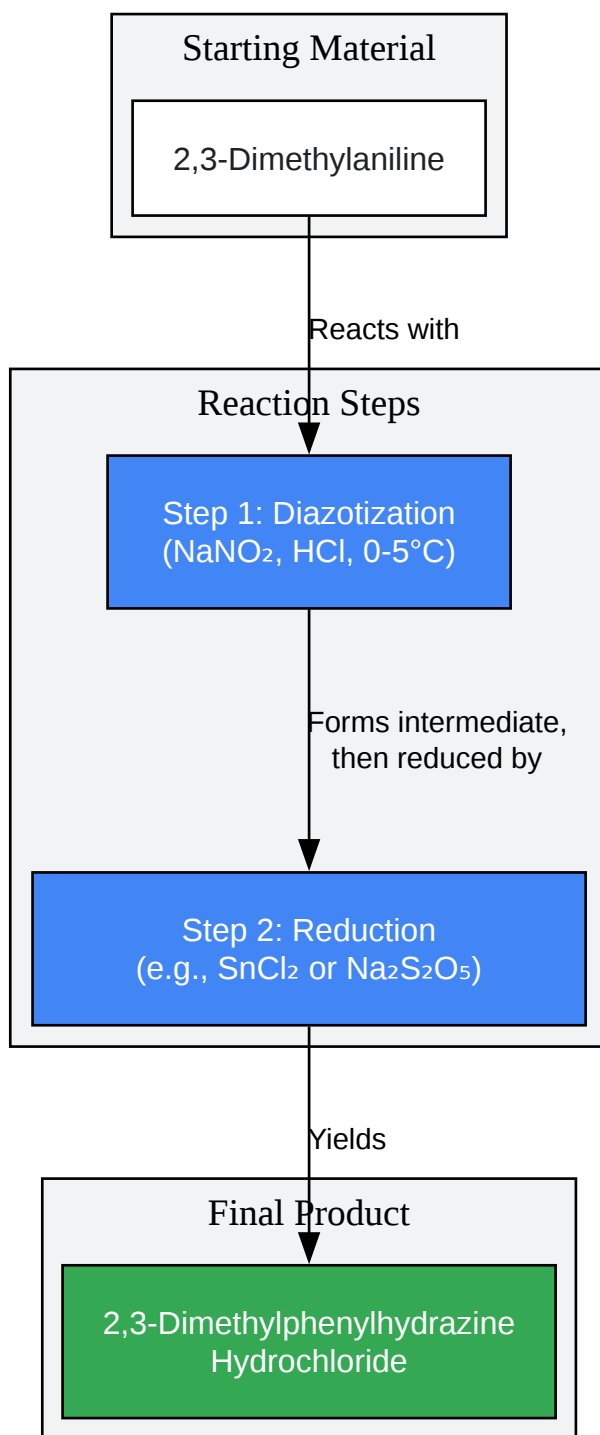 Starting Material
2,3-Dimethylaniline
Reacts with
Reaction Steps
Step 1: Diazotization
(NaNO₂, HCl, 0-5°C)
Forms intermediate,
then reduced by
Step 2: Reduction
(e.g., SnCl₂ or Na₂S₂O₅)
Yields
Final Product
2,3-Dimethylphenylhydrazine
Hydrochloride